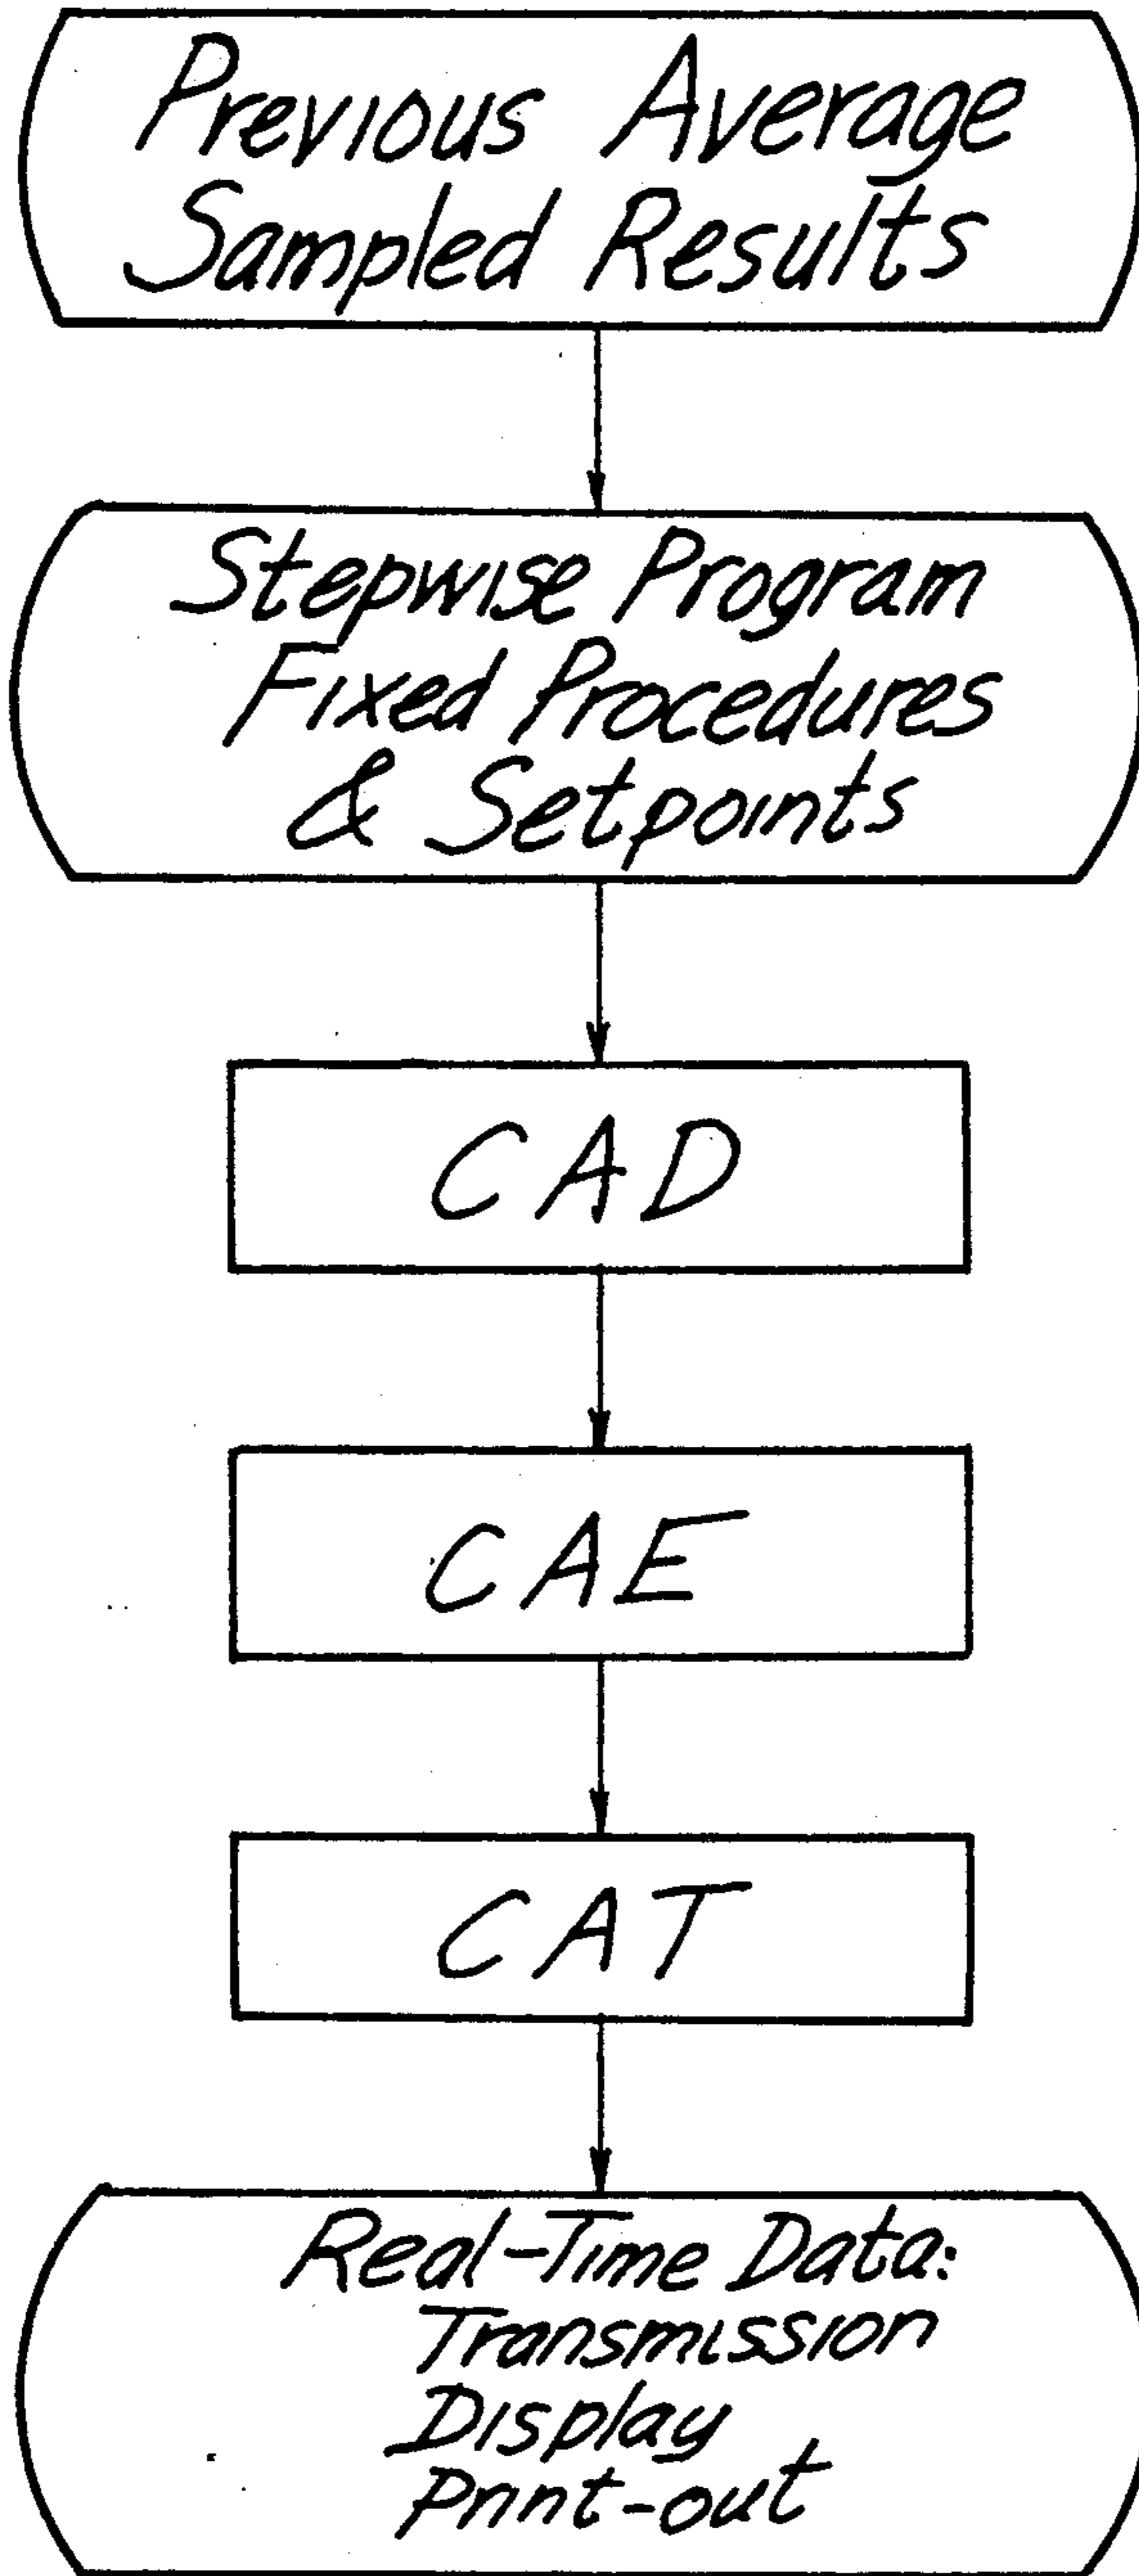 Previous Average
Sampled Results
Stepwise Program
Fixed Procedures
& Setpoints
CAD
CAE
CAT
Real-Time Data:
Transmission
Display
Print-out